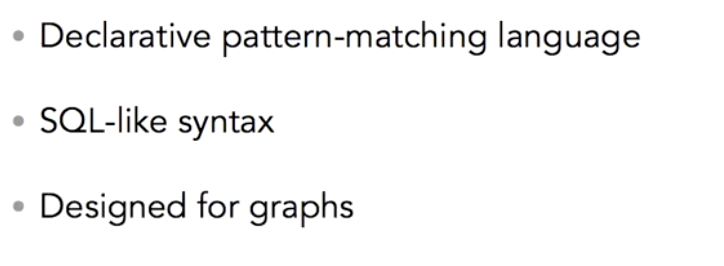 • Declarative pattern-matching language
• SQL-like syntax
• Designed for graphs